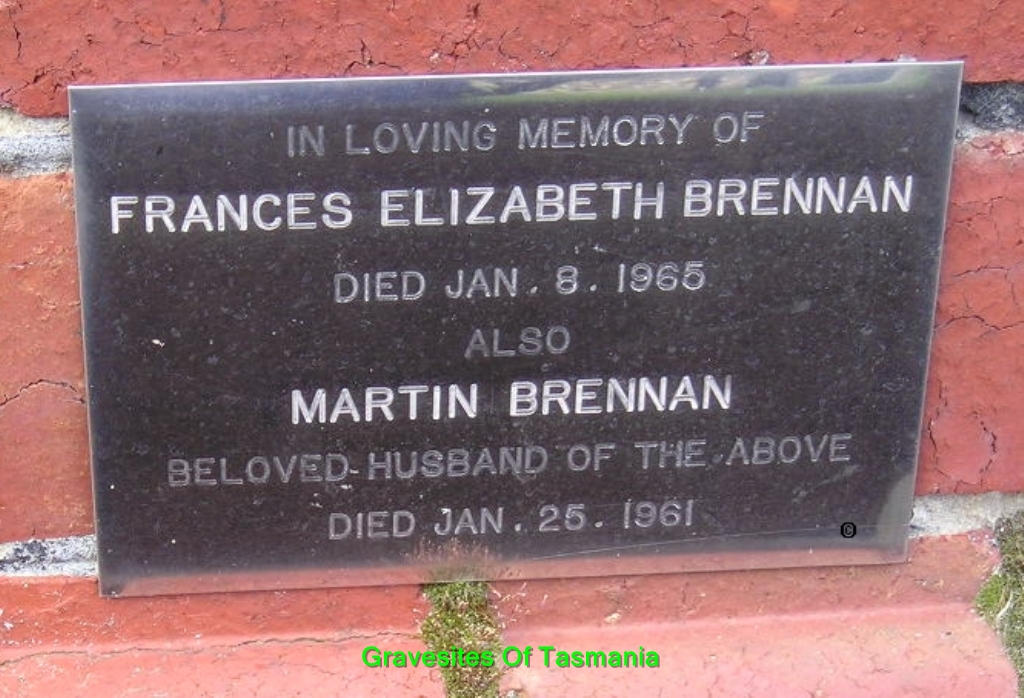 IN LOVING MEMORY OF
FRANCES ELIZABETH BRENNAN
DIED JAN. 8. 1965
ALSO
MARTIN BRENNAN
BELOVED HUSBAND OF THE ABOVE
DIED JAN. 25. 1961
©
Gravesites Of Tasmania